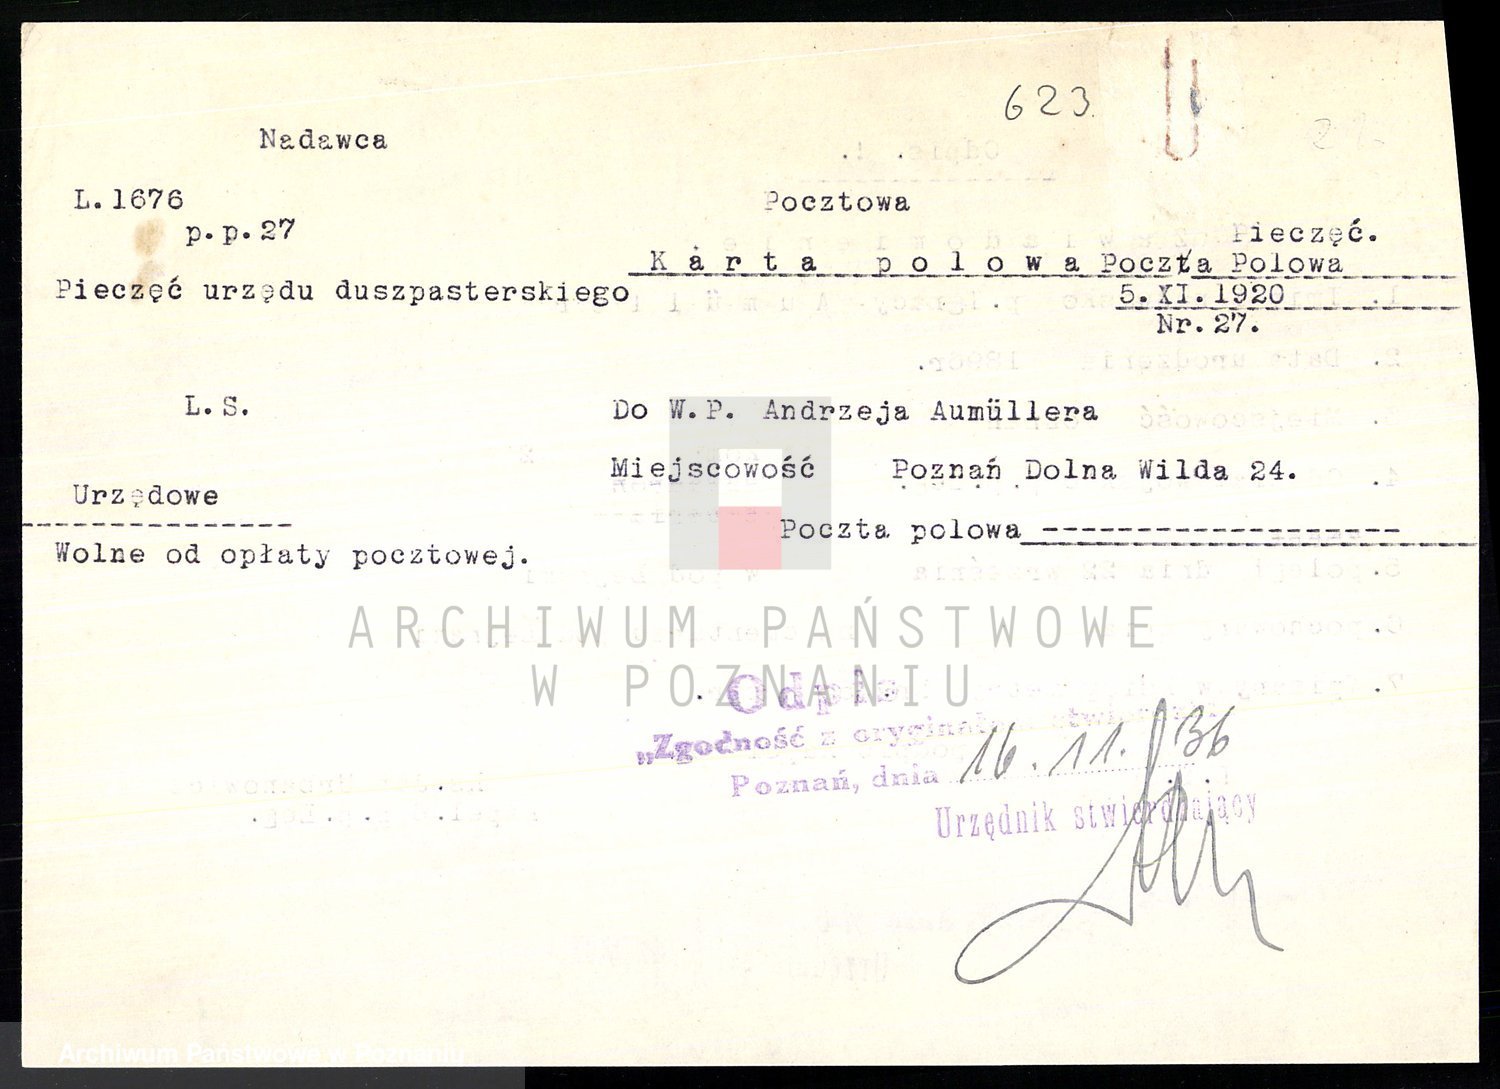 623.
Nadawca
L.1676
p.p.27
Pieczęć urzędu duszpasterskiego
L.S.
Urzędowe
Wolne od opłaty pocztowej.
Pocztowa
Karta polowa
Pieczęć.
Poczta Polowa
5.XI.1920
Nr.27.
Do W.P. Andrzeja Aumüllera
Miejscowość Poznań Dolna Wilda 24.
Poczta polowa
ARCHIWUM PAŃSTWOWE
W POZNANIU
Odpis
„Zgodność z oryginałem stwierdza
Poznań, dnia 16.11.36
Urzędnik stwierdzający
Archiwum Państwowe w Poznaniu